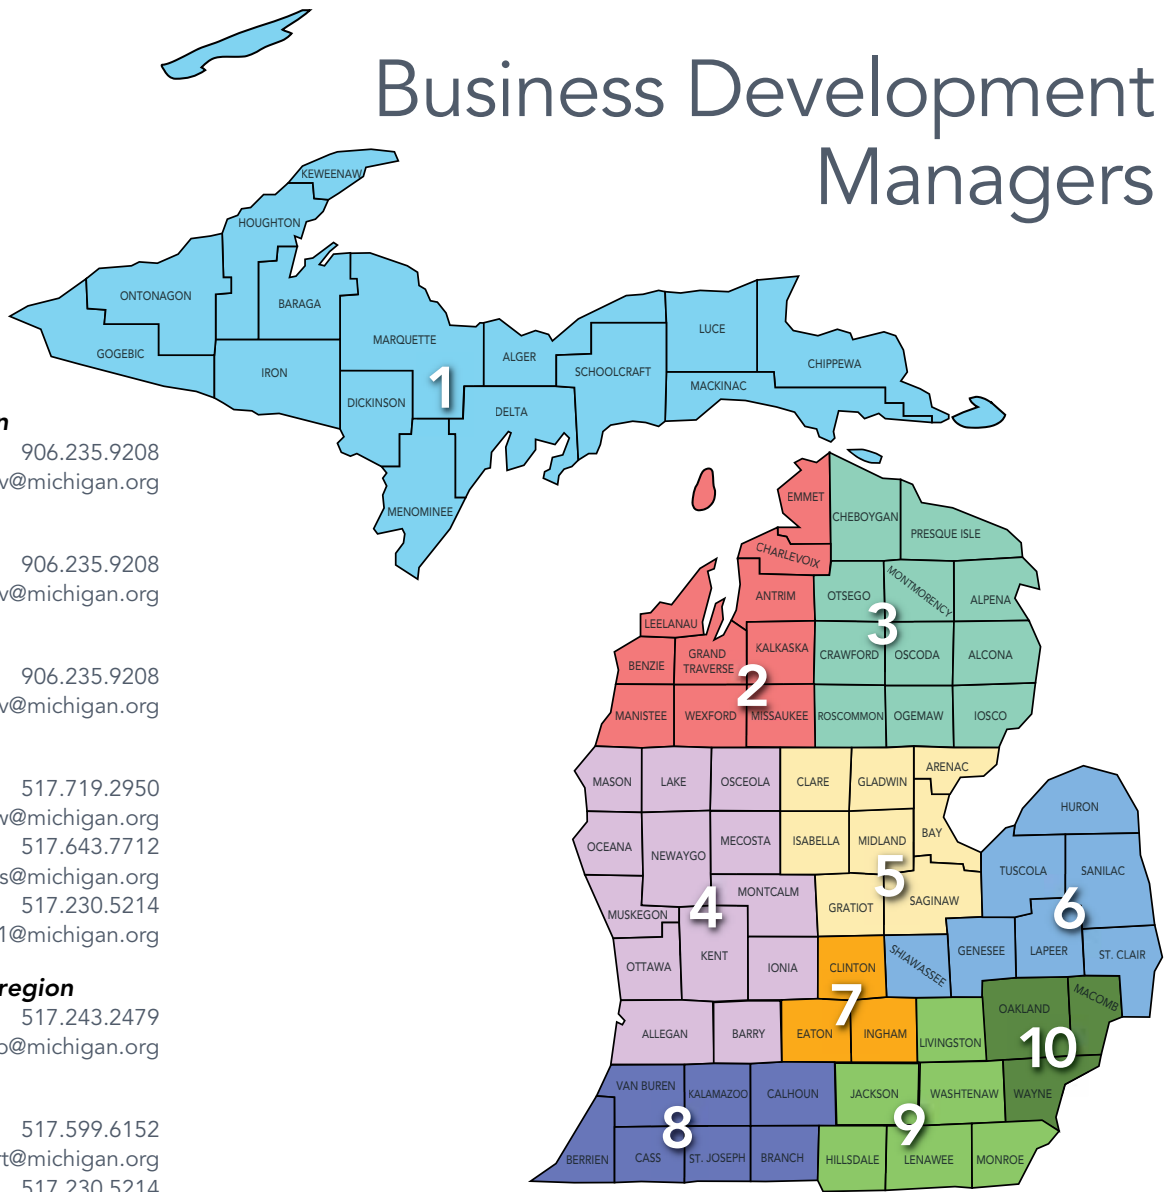 Business Development
Managers
n
906.235.9208
v@michigan.org
906.235.9208
v@michigan.org
906.235.9208
v@michigan.org
517.719.2950
w@michigan.org
517.643.7712
s@michigan.org
517.230.5214
1@michigan.org
region
517.243.2479
o@michigan.org
517.599.6152
rt@michigan.org
517.230.5214
KEWEENAW
HOUGHTON
ONTONAGON
BARAGA
GOGEBIC
IRON
MARQUETTE
ALGER
LUCE
CHIPPEWA
SCHOOLCRAFT
MACKINAC
DICKINSON
1
DELTA
MENOMINEE
EMMET
CHEBOYGAN
PRESQUE ISLE
CHARLEVOIX
ANTRIM
OTSEGO
MONTMORENCY
ALPENA
LEELANAU
3
BENZIE
GRAND
TRAVERSE
KALKASKA
CRAWFORD
OSCODA
ALCONA
2
MANISTEE
WEXFORD
MISSAUKEE
ROSCOMMON
OGEMAW
IOSCO
MASON
LAKE
OSCEOLA
CLARE
GLADWIN
ARENAC
HURON
OCEANA
NEWAYGO
MECOSTA
ISABELLA
MIDLAND
BAY
TUSCOLA
SANILAC
5
MUSKEGON
MONTCALM
GRATIOT
SAGINAW
4
6
OTTAWA
KENT
IONIA
CLINTON
SHIAWASSEE
GENESEE
LAPEER
ST. CLAIR
7
ALLEGAN
BARRY
EATON
INGHAM
LIVINGSTON
OAKLAND
MACOMB
10
VAN BUREN
KALAMAZOO
CALHOUN
JACKSON
WASHTENAW
WAYNE
8
9
BERRIEN
CASS
ST. JOSEPH
BRANCH
HILLSDALE
LENAWEE
MONROE